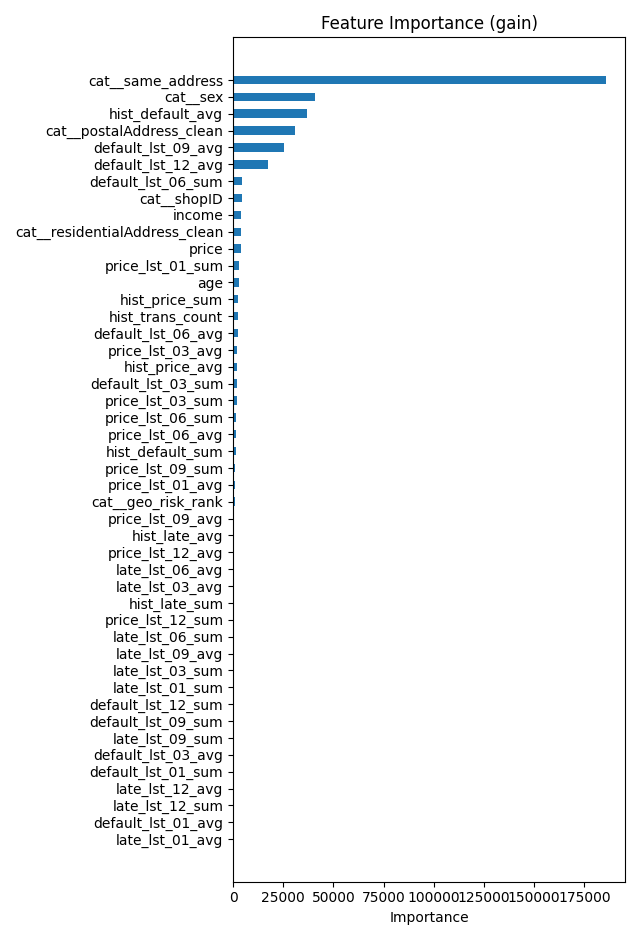 Feature Importance (gain)
cat__same_address
cat__sex
hist_default_avg
cat__postalAddress_clean
default_lst_09_avg
default_lst_12_avg
default_lst_06_sum
cat__shopID
income
cat__residentialAddress_clean
price
price_lst_01_sum
age
hist_price_sum
hist_trans_count
default_lst_06_avg
price_lst_03_avg
hist_price_avg
default_lst_03_sum
price_lst_03_sum
price_lst_06_sum
price_lst_06_avg
hist_default_sum
price_lst_09_sum
price_lst_01_avg
cat__geo_risk_rank
price_lst_09_avg
hist_late_avg
price_lst_12_avg
late_lst_06_avg
late_lst_03_avg
hist_late_sum
price_lst_12_sum
late_lst_06_sum
late_lst_09_avg
late_lst_03_sum
late_lst_01_sum
default_lst_12_sum
default_lst_09_sum
late_lst_09_sum
default_lst_03_avg
default_lst_01_sum
late_lst_12_avg
late_lst_12_sum
default_lst_01_avg
late_lst_01_avg
0 25000 50000 75000 100000 125000 150000 175000
Importance